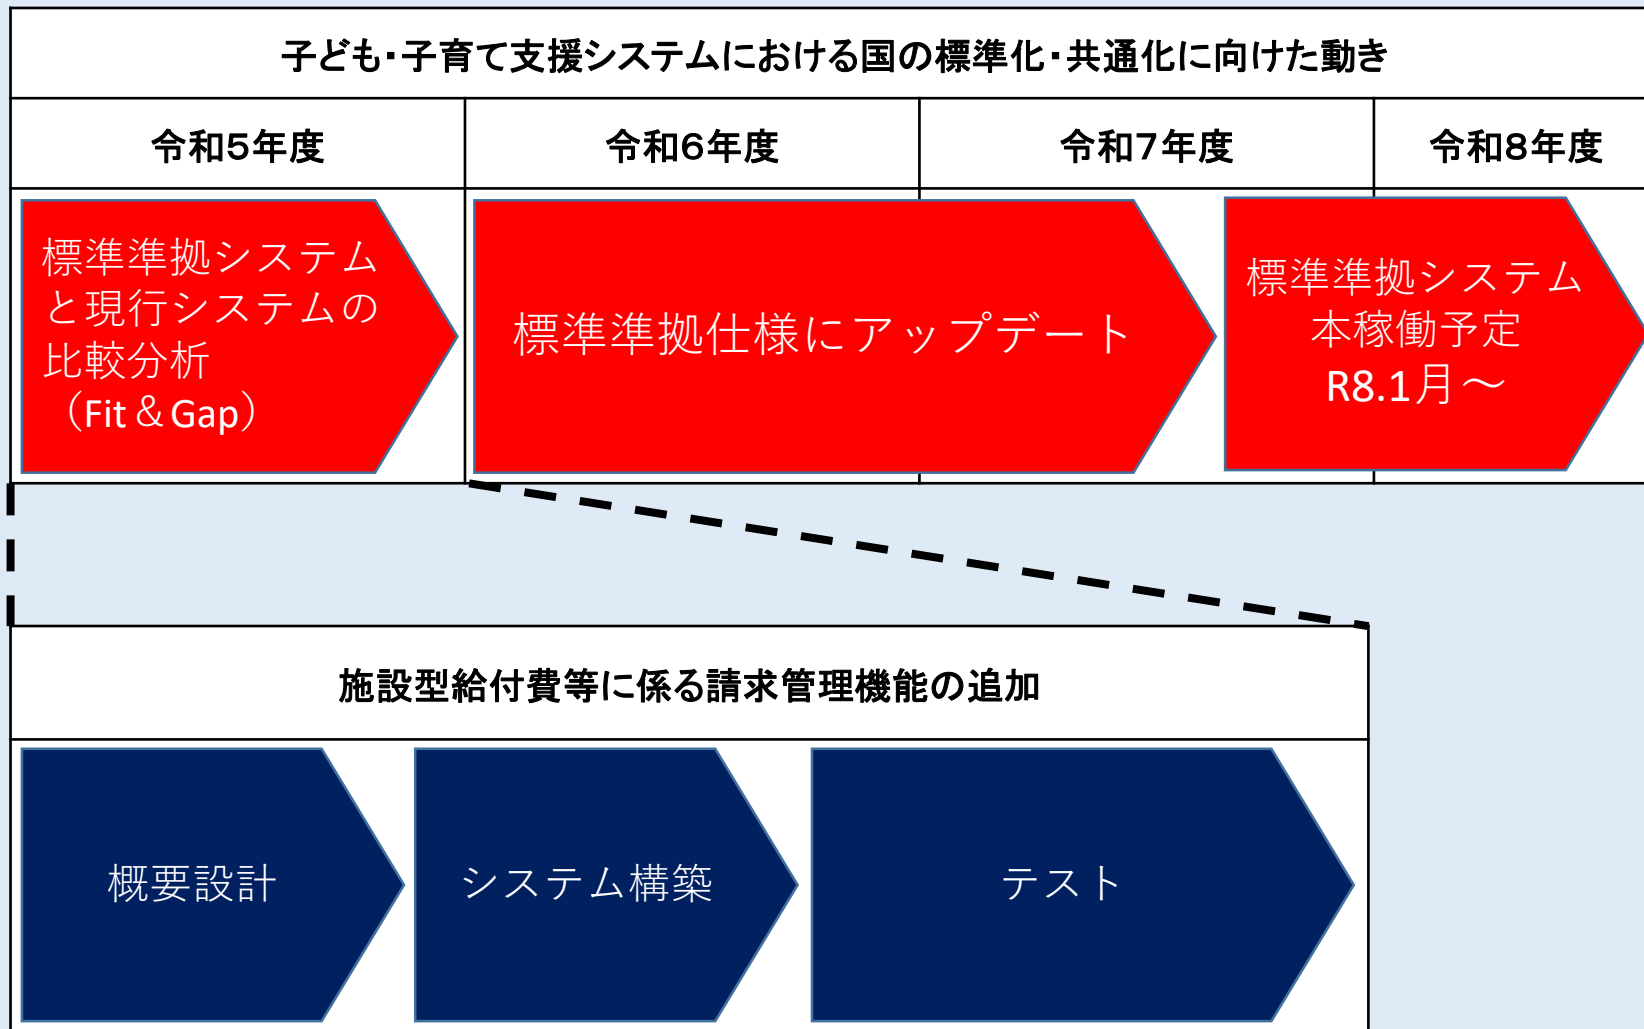 子ども・子育て支援システムにおける国の標準化・共通化に向けた動き
令和5年度
令和6年度
令和7年度
令和8年度
標準準拠システム
と現行システムの
比較分析
（Fit＆Gap）
標準準拠仕様にアップデート
標準準拠システム
本稼働予定
R8.1月～
施設型給付費等に係る請求管理機能の追加
概要設計
システム構築
テスト